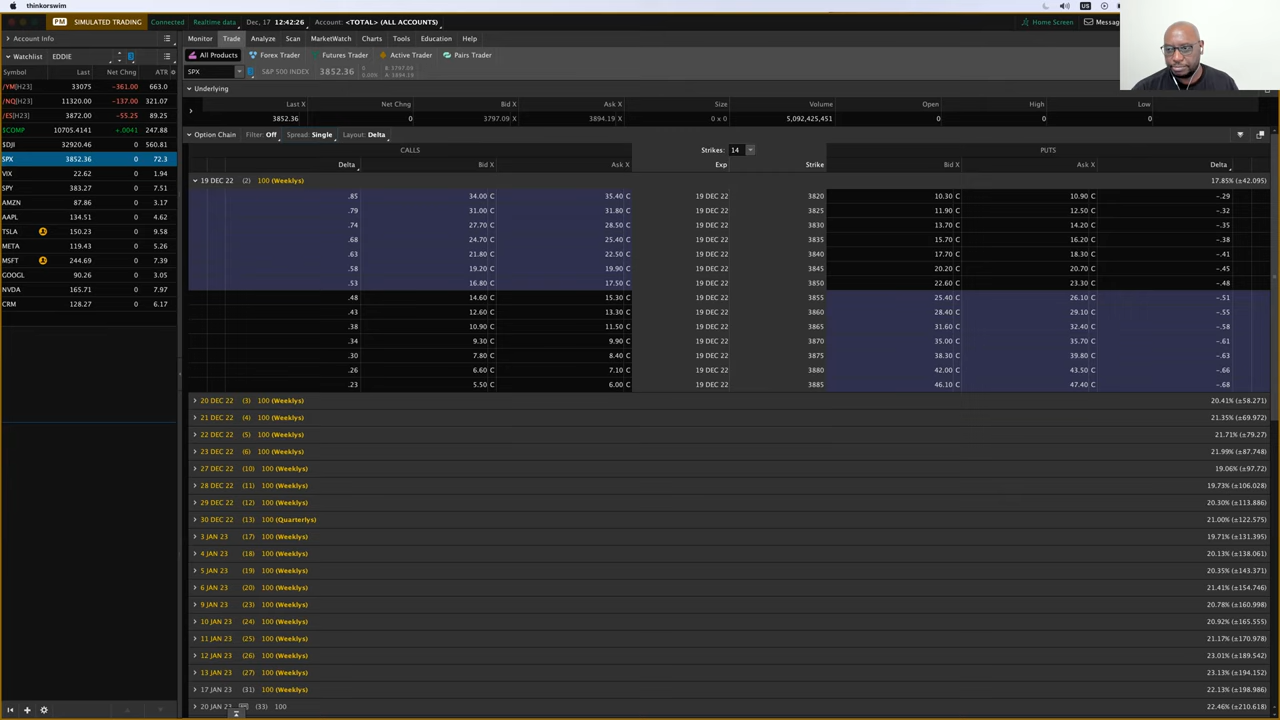 thinkorswim US
PM SIMULATED TRADING Connected Realtime data Dec, 17 12:42:26 Account: <TOTAL> (ALL ACCOUNTS) Home Screen Messag
Account Info Monitor Trade Analyze Scan MarketWatch Charts Tools Education Help
Watchlist EDDIE All Products Forex Trader Futures Trader Active Trader Pairs Trader
Symbol Last Net Chng ATR SPX S&P 500 INDEX 3852.36 0 0.00% B: 3797.09 A: 3894.19
/YM[H23] 33075 -361.00 663.0 Underlying
/NQ[H23] 11320.00 -137.00 321.07 Last X Net Chng Bid X Ask X Size Volume Open High Low
/ES[H23] 3872.00 -55.25 89.25 3852.36 0 3797.09 X 3894.19 X 0 x 0 5,092,425,451 0 0 0
$COMP 10705.4141 +.0041 247.88 Option Chain Filter: Off Spread: Single Layout: Delta
$DJI 32920.46 0 560.81 CALLS Strikes: 14 PUTS
SPX 3852.36 0 72.3 Delta Bid X Ask X Exp Strike Bid X Ask X Delta
VIX 22.62 0 1.94 19 DEC 22 (2) 100 (Weeklys) 17.85% (±42.095)
SPY 383.27 0 7.51 .85 34.00 C 35.40 C 19 DEC 22 3820 10.30 C 10.90 C -.29
AMZN 87.86 0 3.17 .79 31.00 C 31.80 C 19 DEC 22 3825 11.90 C 12.50 C -.32
AAPL 134.51 0 4.62 .74 27.70 C 28.50 C 19 DEC 22 3830 13.70 C 14.20 C -.35
TSLA 150.23 0 9.58 .68 24.70 C 25.40 C 19 DEC 22 3835 15.70 C 16.20 C -.38
META 119.43 0 5.26 .63 21.80 C 22.50 C 19 DEC 22 3840 17.70 C 18.30 C -.41
MSFT 244.69 0 7.39 .58 19.20 C 19.90 C 19 DEC 22 3845 20.20 C 20.70 C -.45
GOOGL 90.26 0 3.05 .53 16.80 C 17.50 C 19 DEC 22 3850 22.60 C 23.30 C -.48
NVDA 165.71 0 7.97 .48 14.60 C 15.30 C 19 DEC 22 3855 25.40 C 26.10 C -.51
CRM 128.27 0 6.17 .43 12.60 C 13.30 C 19 DEC 22 3860 28.40 C 29.10 C -.55
.38 10.90 C 11.50 C 19 DEC 22 3865 31.60 C 32.40 C -.58
.34 9.30 C 9.90 C 19 DEC 22 3870 35.00 C 35.70 C -.61
.30 7.80 C 8.40 C 19 DEC 22 3875 38.30 C 39.80 C -.63
.26 6.60 C 7.10 C 19 DEC 22 3880 42.00 C 43.50 C -.66
.23 5.50 C 6.00 C 19 DEC 22 3885 46.10 C 47.40 C -.68
20 DEC 22 (3) 100 (Weeklys) 20.41% (±58.271)
21 DEC 22 (4) 100 (Weeklys) 21.35% (±69.972)
22 DEC 22 (5) 100 (Weeklys) 21.71% (±79.27)
23 DEC 22 (6) 100 (Weeklys) 21.99% (±87.748)
27 DEC 22 (10) 100 (Weeklys) 19.06% (±97.72)
28 DEC 22 (11) 100 (Weeklys) 19.73% (±106.028)
29 DEC 22 (12) 100 (Weeklys) 20.30% (±113.886)
30 DEC 22 (13) 100 (Quarterlys) 21.00% (±122.575)
3 JAN 23 (17) 100 (Weeklys) 19.71% (±131.395)
4 JAN 23 (18) 100 (Weeklys) 20.13% (±138.061)
5 JAN 23 (19) 100 (Weeklys) 20.35% (±143.371)
6 JAN 23 (20) 100 (Weeklys) 21.41% (±154.746)
9 JAN 23 (23) 100 (Weeklys) 20.78% (±160.998)
10 JAN 23 (24) 100 (Weeklys) 20.92% (±165.555)
11 JAN 23 (25) 100 (Weeklys) 21.17% (±170.978)
12 JAN 23 (26) 100 (Weeklys) 23.01% (±189.542)
13 JAN 23 (27) 100 (Weeklys) 23.13% (±194.152)
17 JAN 23 (31) 100 (Weeklys) 22.13% (±198.986)
20 JAN 23 (33) 100 22.46% (±210.618)